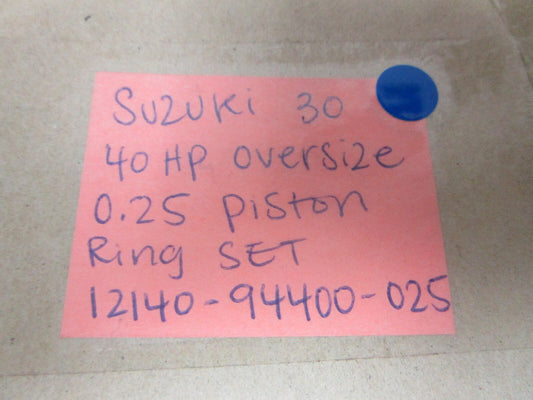 Suzuki 30
40 HP oversize
0.25 piston
Ring SET
12140-94400-025